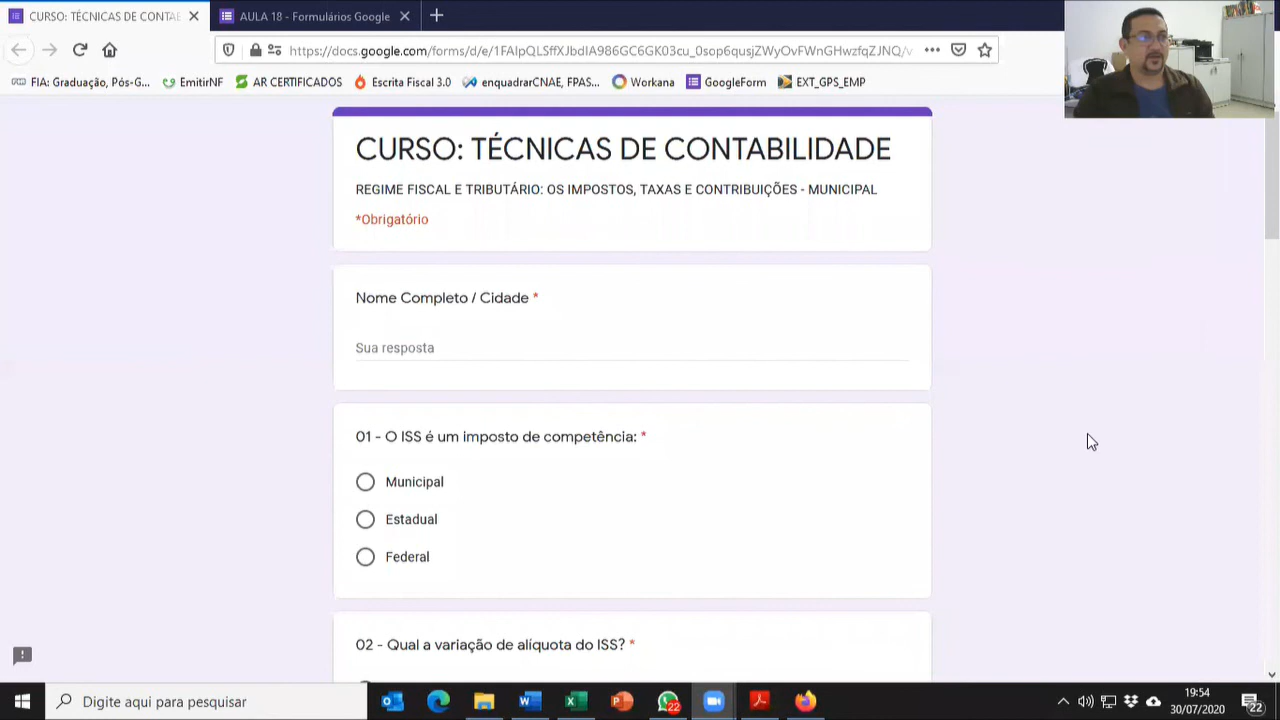 CURSO: TÉCNICAS DE CONTAE
AULA 18 - Formulários Google
https://docs.google.com/forms/d/e/1FAIpQLSffXJbdIA986GC6GK03cu_0sop6qusjZWyOvFWnGHwzfqZJNQ/v
FIA: Graduação, Pós-G...
EmitirNF
AR CERTIFICADOS
Escrita Fiscal 3.0
enquadrarCNAE, FPAS...
Workana
GoogleForm
EXT_GPS_EMP
CURSO: TÉCNICAS DE CONTABILIDADE
REGIME FISCAL E TRIBUTÁRIO: OS IMPOSTOS, TAXAS E CONTRIBUIÇÕES - MUNICIPAL
*Obrigatório
Nome Completo / Cidade *
Sua resposta
01 - O ISS é um imposto de competência: *
Municipal
Estadual
Federal
02 - Qual a variação de alíquota do ISS? *
Digite aqui para pesquisar
22
19:54
30/07/2020
22